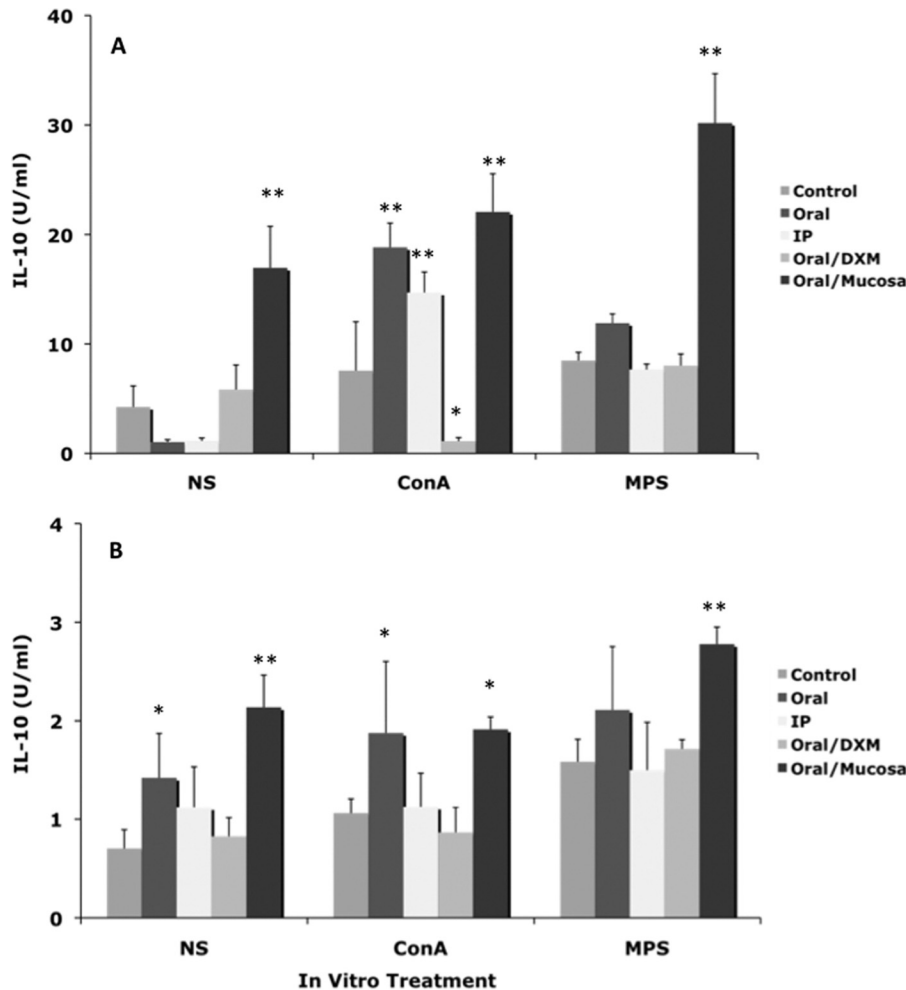 A
40
30
20
10
0
IL-10 (U/ml)
**
**
**
**
*
**
NS ConA MPS
Control
Oral
IP
Oral/DXM
Oral/Mucosa
B
4
3
2
1
0
IL-10 (U/ml)
*
**
*
*
**
NS ConA MPS
In Vitro Treatment
Control
Oral
IP
Oral/DXM
Oral/Mucosa